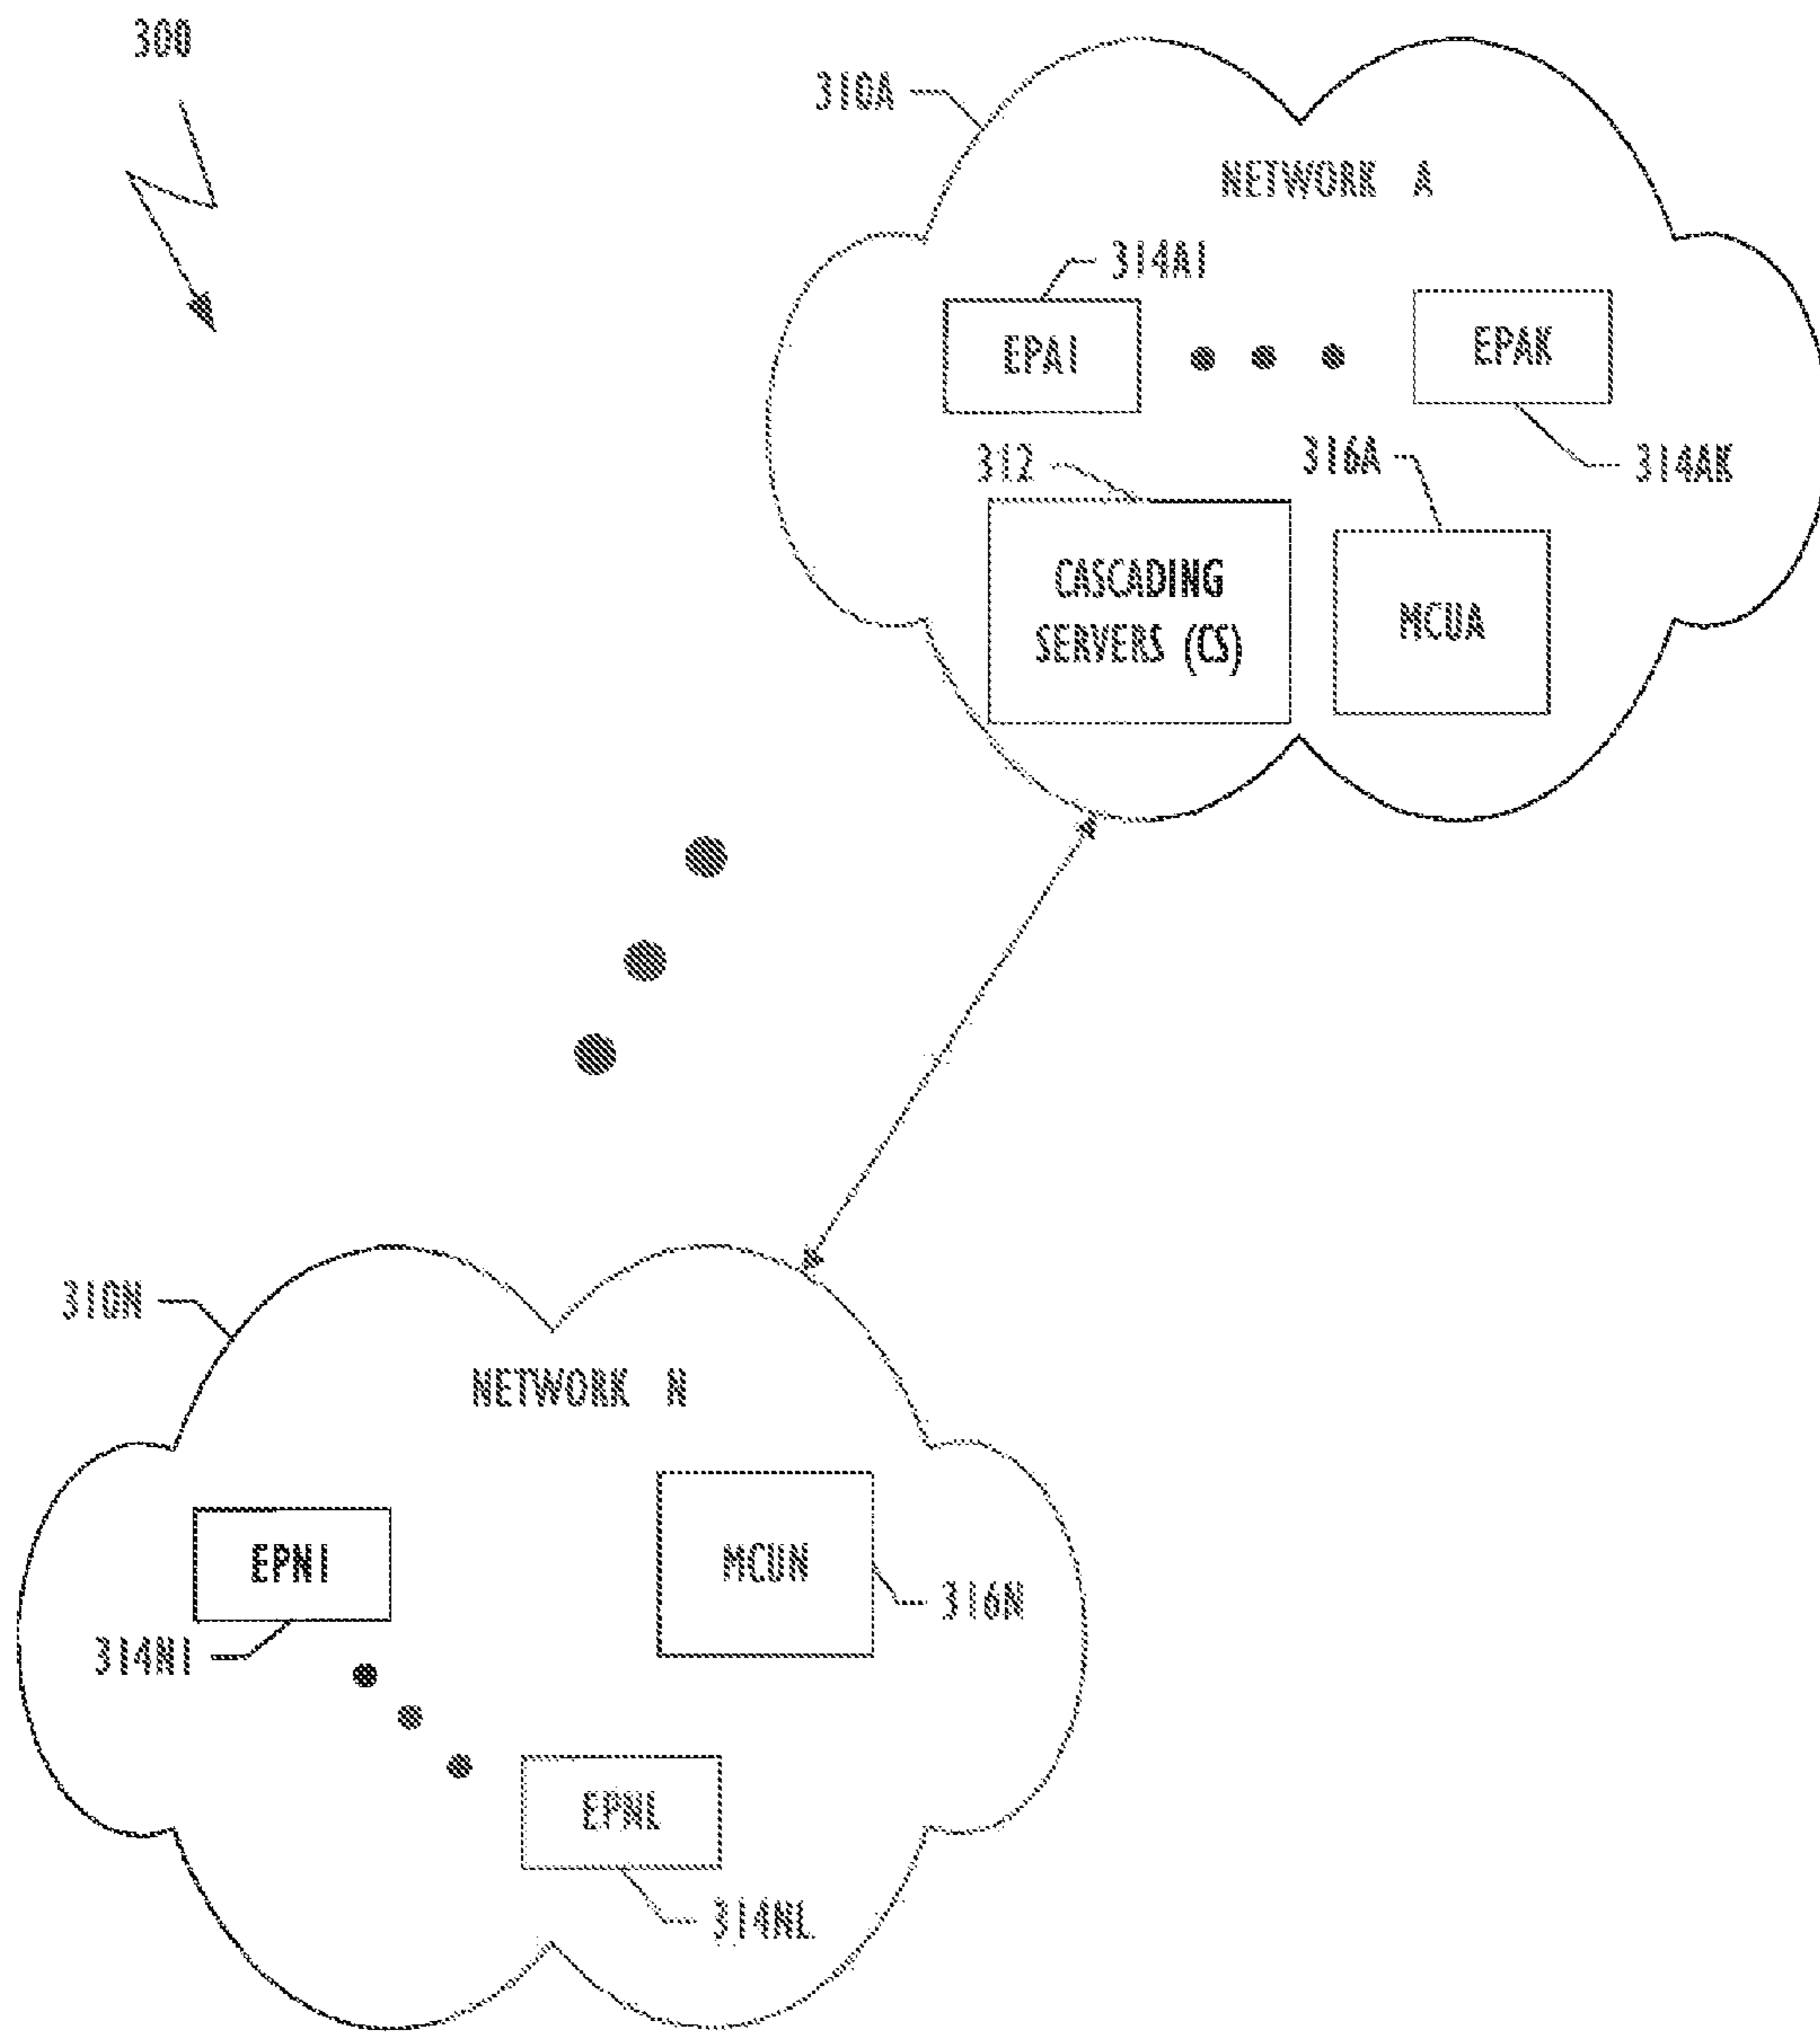 300
310A
NETWORK A
314A1
EPA1
EPAK
312
316A
314AK
CASCADING
SERVERS (CS)
MCUA
310N
NETWORK N
EPN1
MCUN
316N
314N1
EPNL
314NL